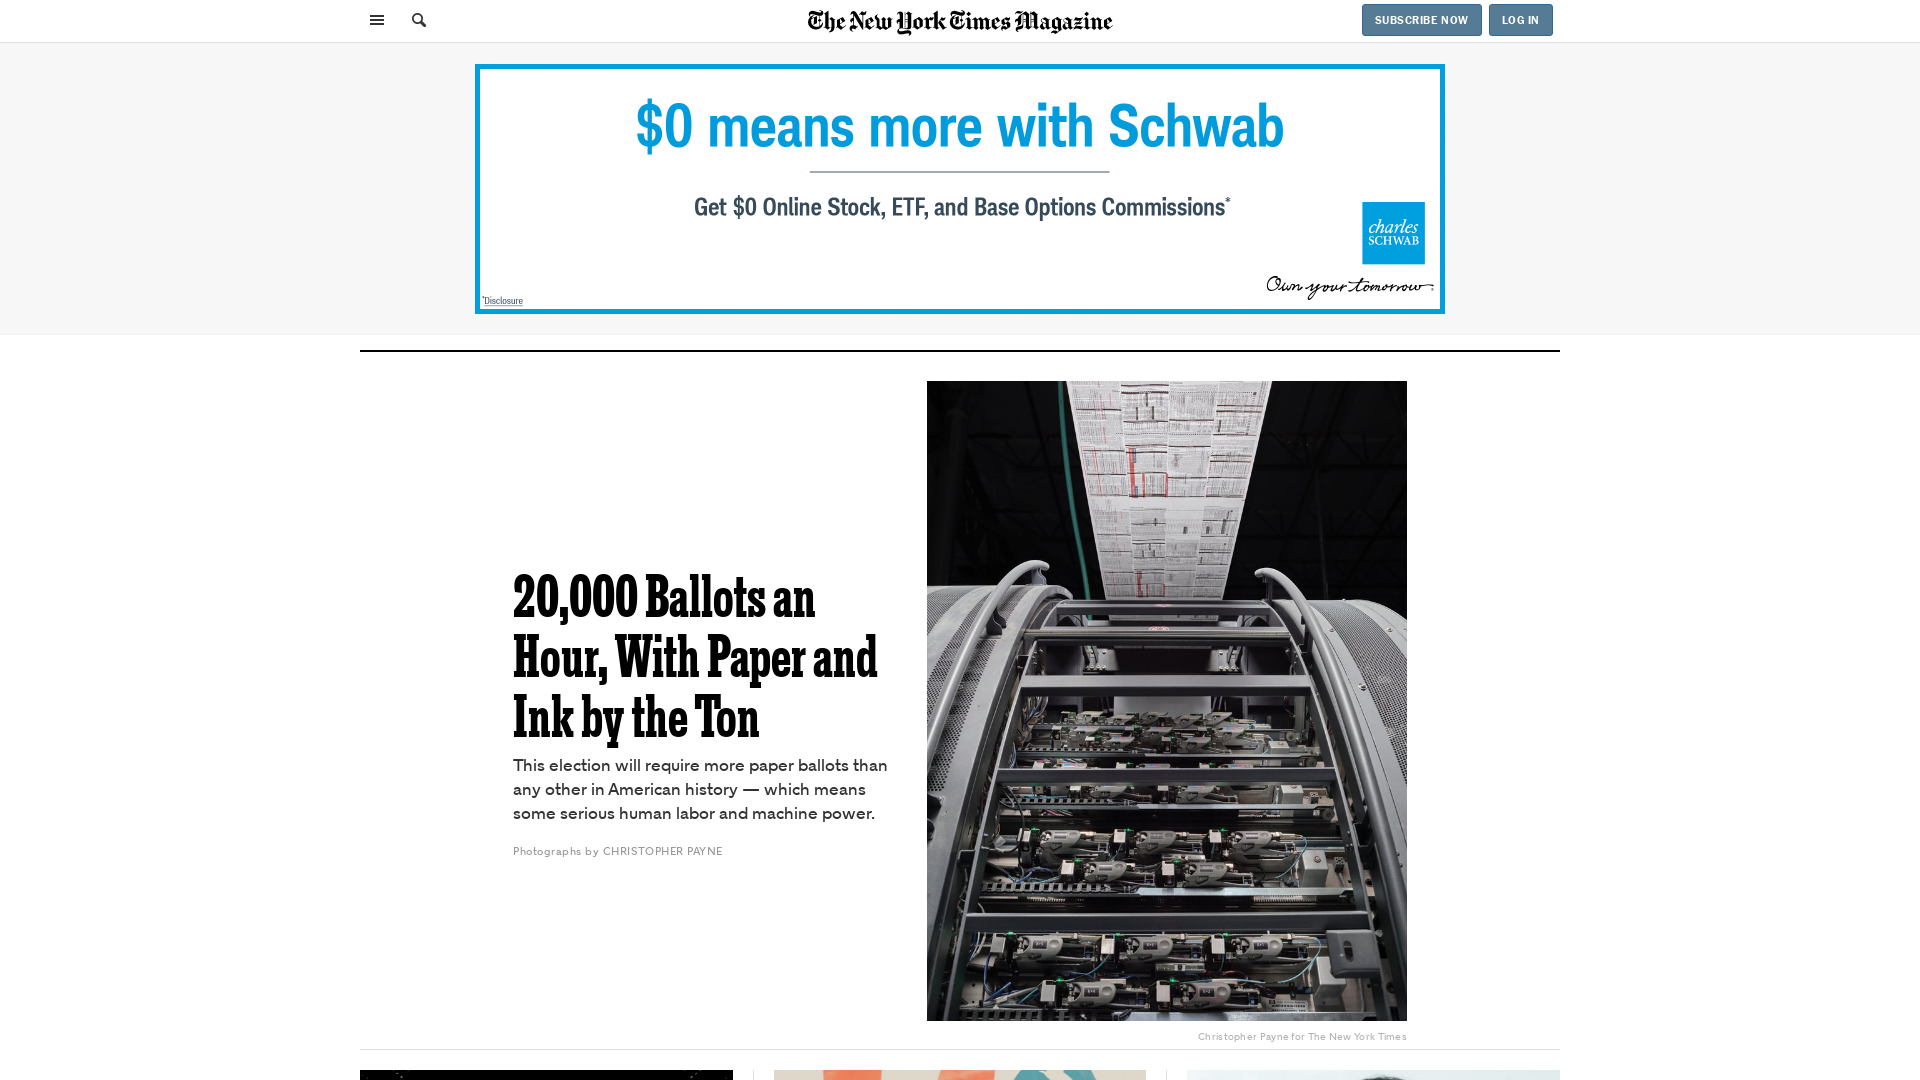 The New York Times Magazine
SUBSCRIBE NOW
LOG IN
$0 means more with Schwab
Get $0 Online Stock, ETF, and Base Options Commissions*
charles
SCHWAB
Own your tomorrow
*Disclosure
20,000 Ballots an
Hour, With Paper and
Ink by the Ton
This election will require more paper ballots than
any other in American history — which means
some serious human labor and machine power.
Photographs by CHRISTOPHER PAYNE
Christopher Payne for The New York Times